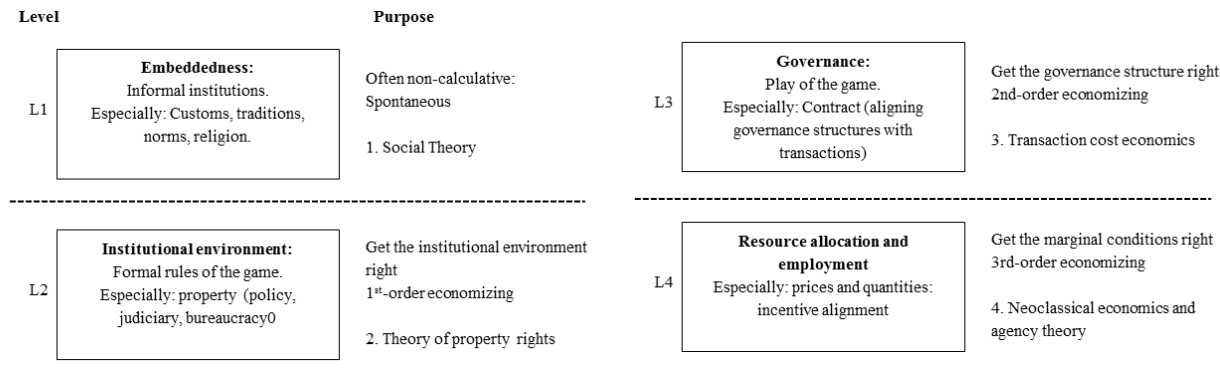 Level
Purpose
L1
Embeddedness:
Informal institutions.
Especially: Customs, traditions,
norms, religion.
Often non-calculative:
Spontaneous
1. Social Theory
L2
Institutional environment:
Formal rules of the game.
Especially: property (policy,
judiciary, bureaucracy0
Get the institutional environment
right
1st-order economizing
2. Theory of property rights
L3
Governance:
Play of the game.
Especially: Contract (aligning
governance structures with
transactions)
Get the governance structure right
2nd-order economizing
3. Transaction cost economics
L4
Resource allocation and
employment
Especially: prices and quantities:
incentive alignment
Get the marginal conditions right
3rd-order economizing
4. Neoclassical economics and
agency theory